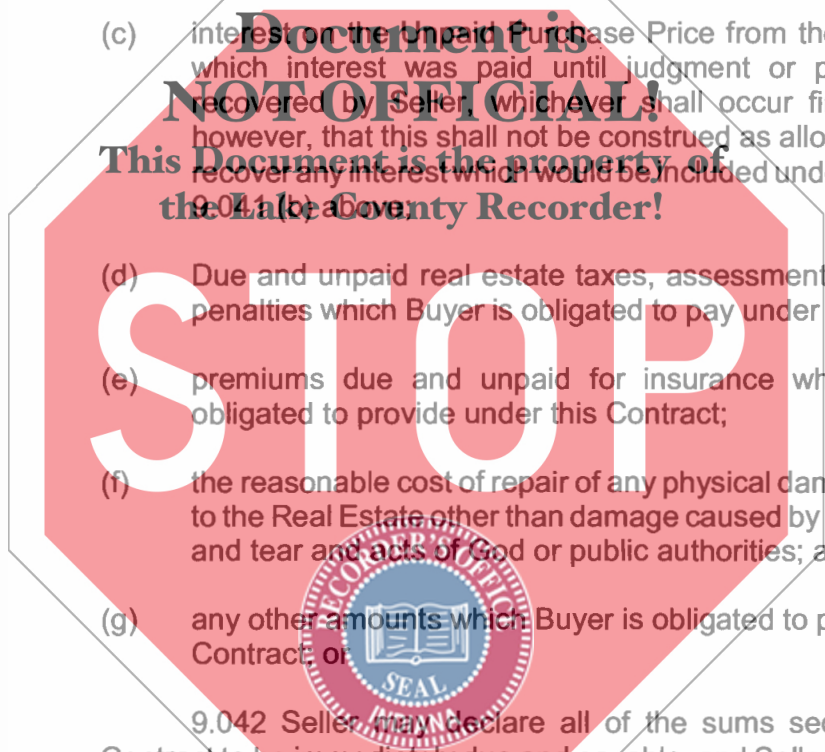 Document is
(c) interest on the Unpaid Purchase Price from the
which interest was paid until judgment or p
NOT OFFICIAL!
recovered by Seller, whichever shall occur fi
however, that this shall not be construed as allo
This Document is the property of
recover any interest which would be included und
the Lake County Recorder!
9.041 (b) above;
(d) Due and unpaid real estate taxes, assessment
penalties which Buyer is obligated to pay under
STOP
(e) premiums due and unpaid for insurance wh
obligated to provide under this Contract;
(f) the reasonable cost of repair of any physical dam
to the Real Estate other than damage caused by
and tear and acts of God or public authorities; a
RECORDER'S OFFICE
(g) any other amounts which Buyer is obligated to p
Contract; or
SEAL
INDIANA
9.042 Seller may declare all of the sums sec